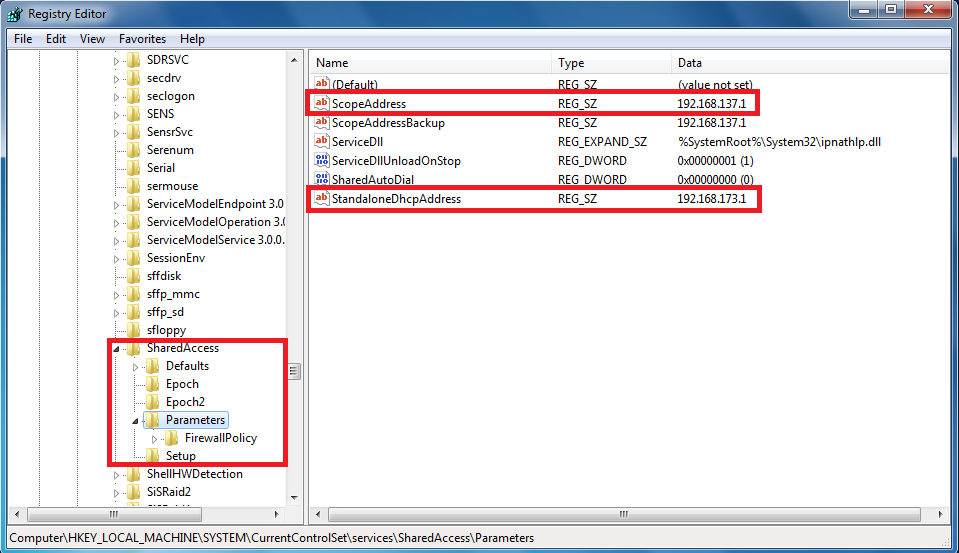 Registry Editor
File Edit View Favorites Help
SDRSVC
secdrv
seclogon
SENS
SensrSvc
Serenum
Serial
sermouse
ServiceModelEndpoint 3.0
ServiceModelOperation 3.0
ServiceModelService 3.0.0.
SessionEnv
sffdisk
sffp_mmc
sffp_sd
sfloppy
SharedAccess
Defaults
Epoch
Epoch2
Parameters
FirewallPolicy
Setup
ShellHWDetection
SiSRaid2
Name Type Data
(Default) REG_SZ (value not set)
ScopeAddress REG_SZ 192.168.137.1
ScopeAddressBackup REG_SZ 192.168.137.1
ServiceDll REG_EXPAND_SZ %SystemRoot%\System32\ipnathlp.dll
ServiceDllUnloadOnStop REG_DWORD 0x00000001 (1)
SharedAutoDial REG_DWORD 0x00000000 (0)
StandaloneDhcpAddress REG_SZ 192.168.173.1
Computer\HKEY_LOCAL_MACHINE\SYSTEM\CurrentControlSet\services\SharedAccess\Parameters